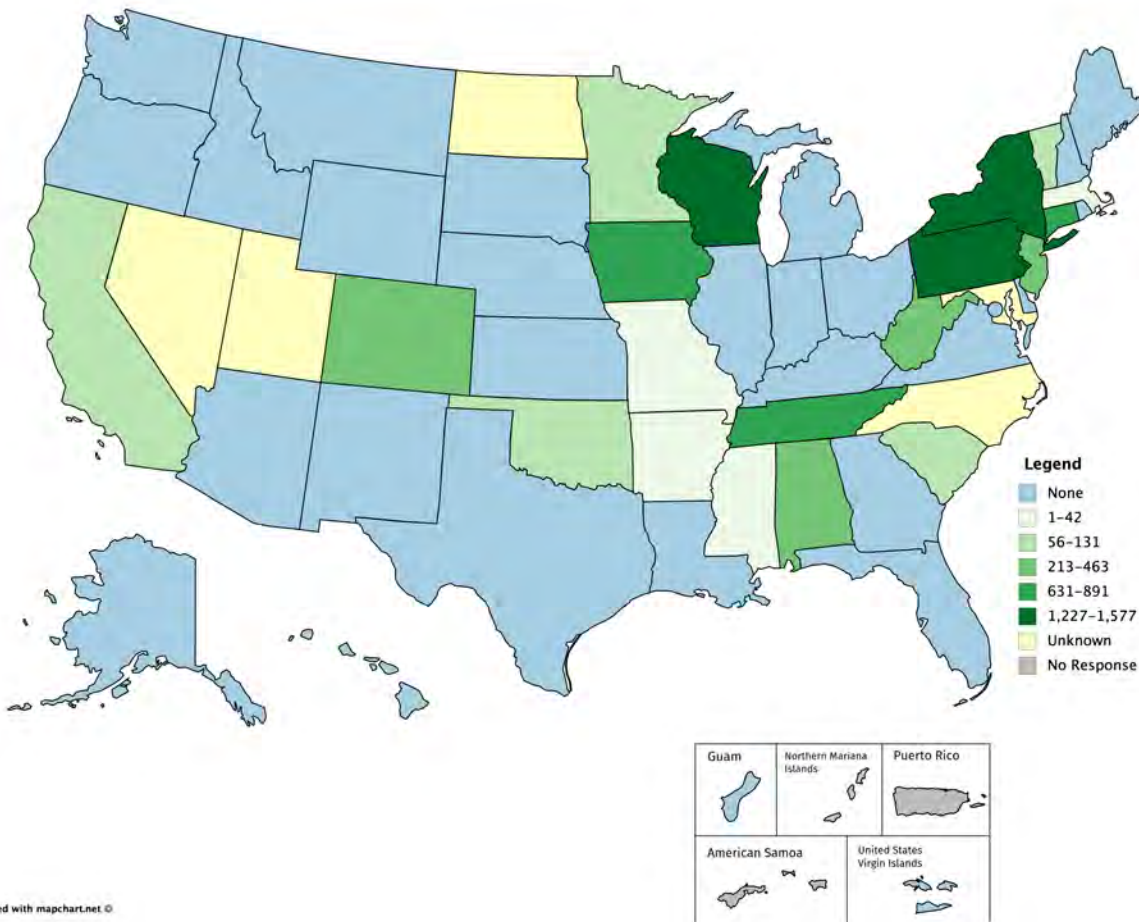 Legend
None
1–42
56–131
213–463
631–891
1,227–1,577
Unknown
No Response
Guam
Northern Mariana
Islands
Puerto Rico
American Samoa
United States
Virgin Islands
ed with mapchart.net ©